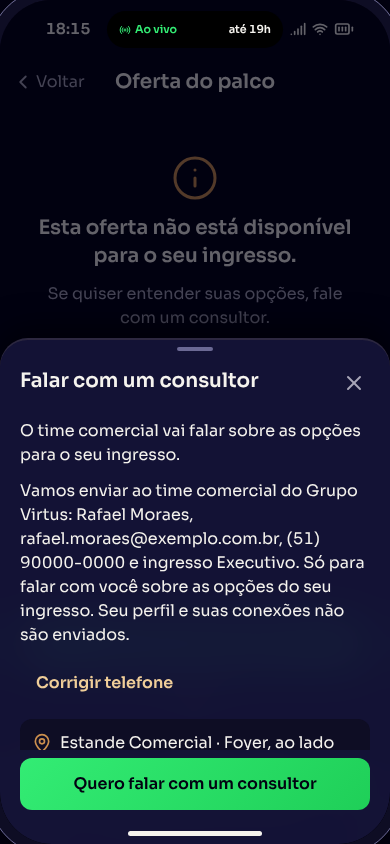 18:15
Ao vivo
até 19h
Voltar
Oferta do palco
Esta oferta não está disponível
para o seu ingresso.
Se quiser entender suas opções, fale
com um consultor.
Falar com um consultor
O time comercial vai falar sobre as opções
para o seu ingresso.
Vamos enviar ao time comercial do Grupo
Virtus: Rafael Moraes,
rafael.moraes@exemplo.com.br, (51)
90000-0000 e ingresso Executivo. Só para
falar com você sobre as opções do seu
ingresso. Seu perfil e suas conexões não
são enviados.
Corrigir telefone
Estande Comercial · Foyer, ao lado
Quero falar com um consultor